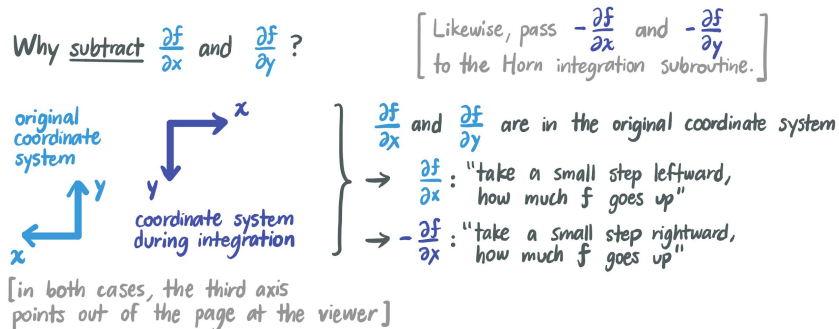 Why subtract ∂f/∂x and ∂f/∂y ?
[Likewise, pass -∂f/∂x and -∂f/∂y
to the Horn integration subroutine.]
original
coordinate
system
y
x
x
y
coordinate system
during integration
[in both cases, the third axis
points out of the page at the viewer]
∂f/∂x and ∂f/∂y are in the original coordinate system
→ ∂f/∂x : "take a small step leftward,
how much f goes up"
→ -∂f/∂x : "take a small step rightward,
how much f goes up"